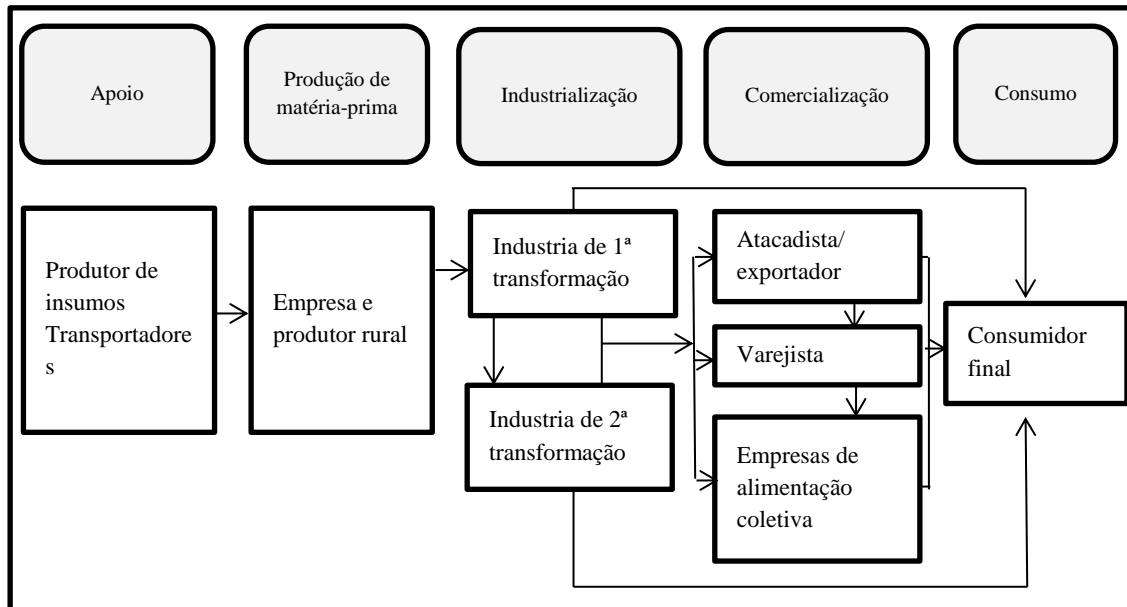 Apoio
Produção de
matéria-prima
Industrialização
Comercialização
Consumo
Produtor de
insumos
Transportadore
s
Empresa e
produtor rural
Industria de 1ª
transformação
Industria de 2ª
transformação
Atacadista/
exportador
Varejista
Empresas de
alimentação
coletiva
Consumidor
final